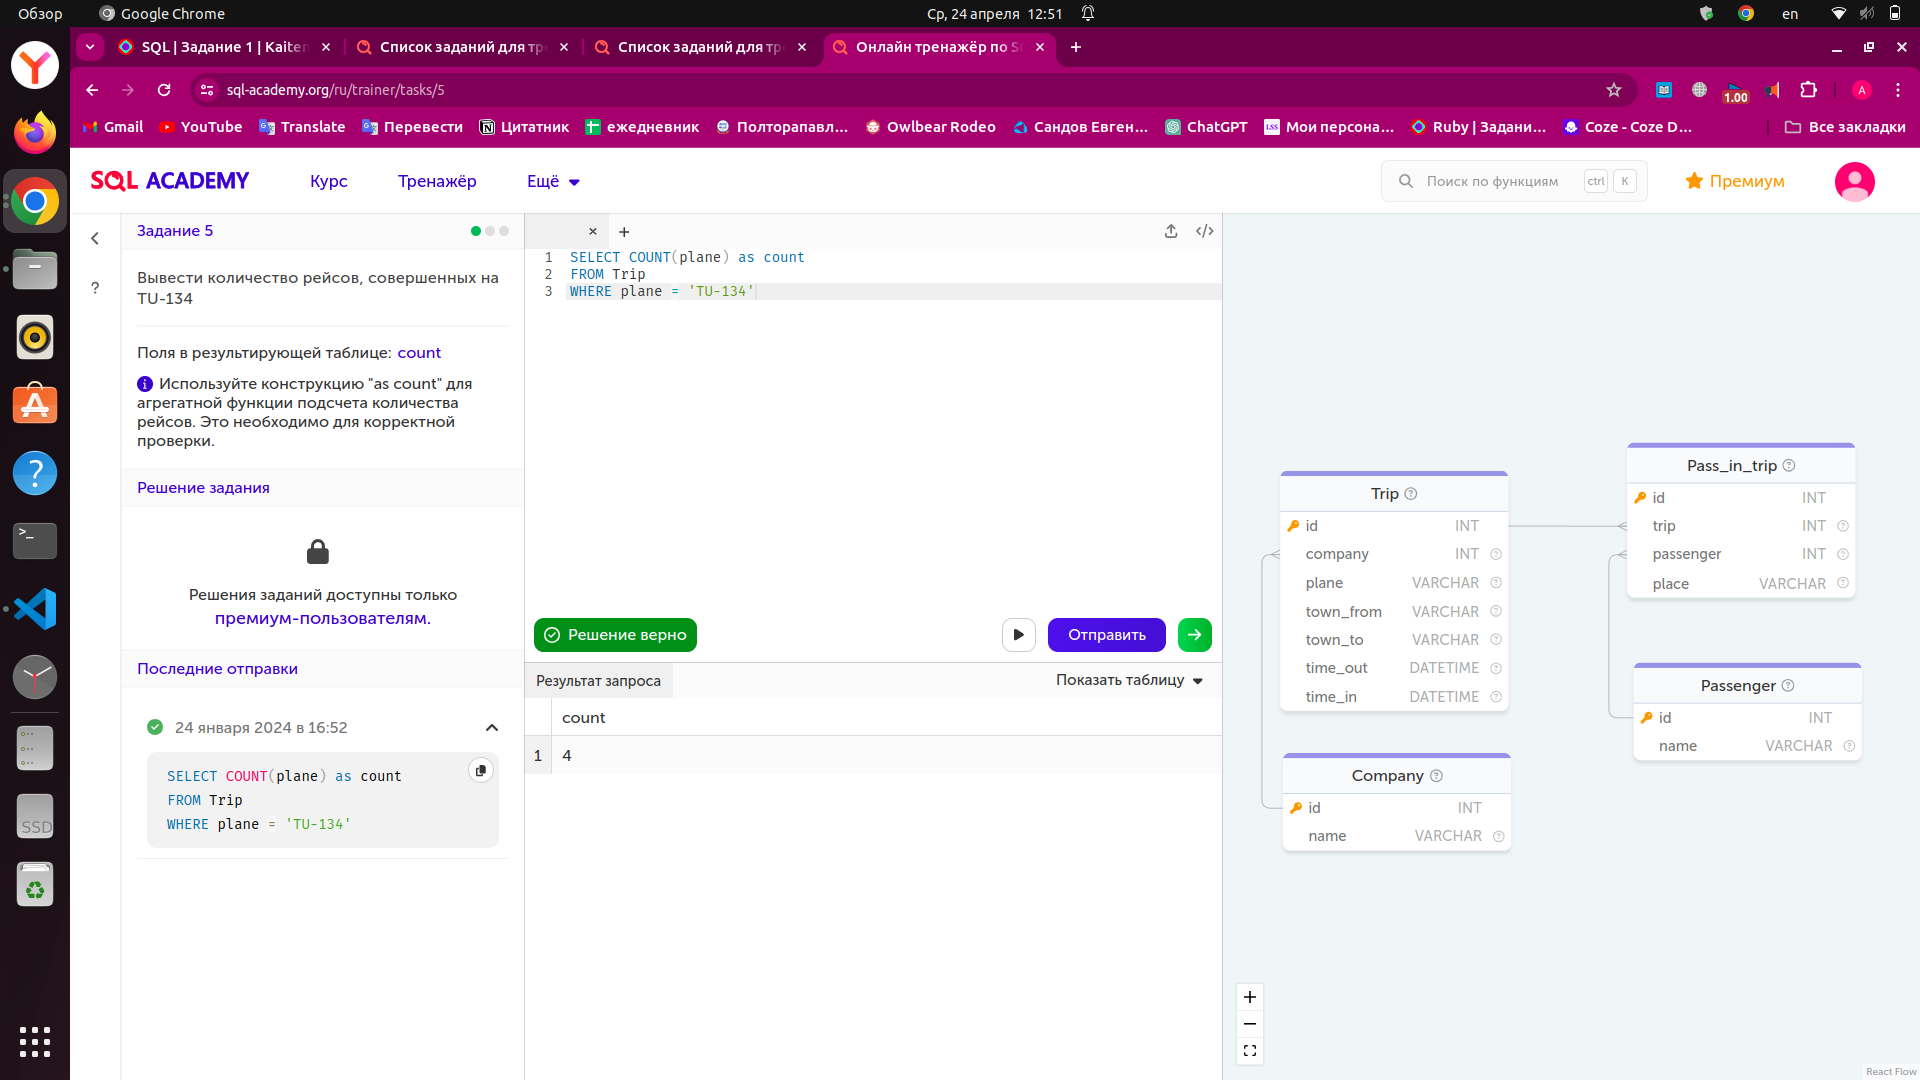 Обзор
Google Chrome
Ср, 24 апреля 12:51
en
SQL | Задание 1 | Kaiten
Список заданий для тр
Список заданий для тр
Онлайн тренажёр по S
sql-academy.org/ru/trainer/tasks/5
1.00
A
Gmail
YouTube
Translate
Перевести
Цитатник
ежедневник
Полторапавл...
Owlbear Rodeo
Сандов Евген...
ChatGPT
LSS
Мои персона...
Ruby | Задани...
Coze - Coze D...
Все закладки
SQL ACADEMY
Курс
Тренажёр
Ещё
Поиск по функциям
ctrl
K
Премиум
Задание 5
?
Вывести количество рейсов, совершенных на
TU-134
Поля в результирующей таблице: count
Используйте конструкцию "as count" для
агрегатной функции подсчета количества
рейсов. Это необходимо для корректной
проверки.
Решение задания
Решения заданий доступны только
премиум-пользователям.
Последние отправки
24 января 2024 в 16:52
SELECT COUNT(plane) as count
FROM Trip
WHERE plane = 'TU-134'
1 SELECT COUNT(plane) as count
2 FROM Trip
3 WHERE plane = 'TU-134'
Решение верно
Отправить
Результат запроса
Показать таблицу
count
1 4
Trip
id INT
company INT
plane VARCHAR
town_from VARCHAR
town_to VARCHAR
time_out DATETIME
time_in DATETIME
Pass_in_trip
id INT
trip INT
passenger INT
place VARCHAR
Passenger
id INT
name VARCHAR
Company
id INT
name VARCHAR
SSD
React Flow